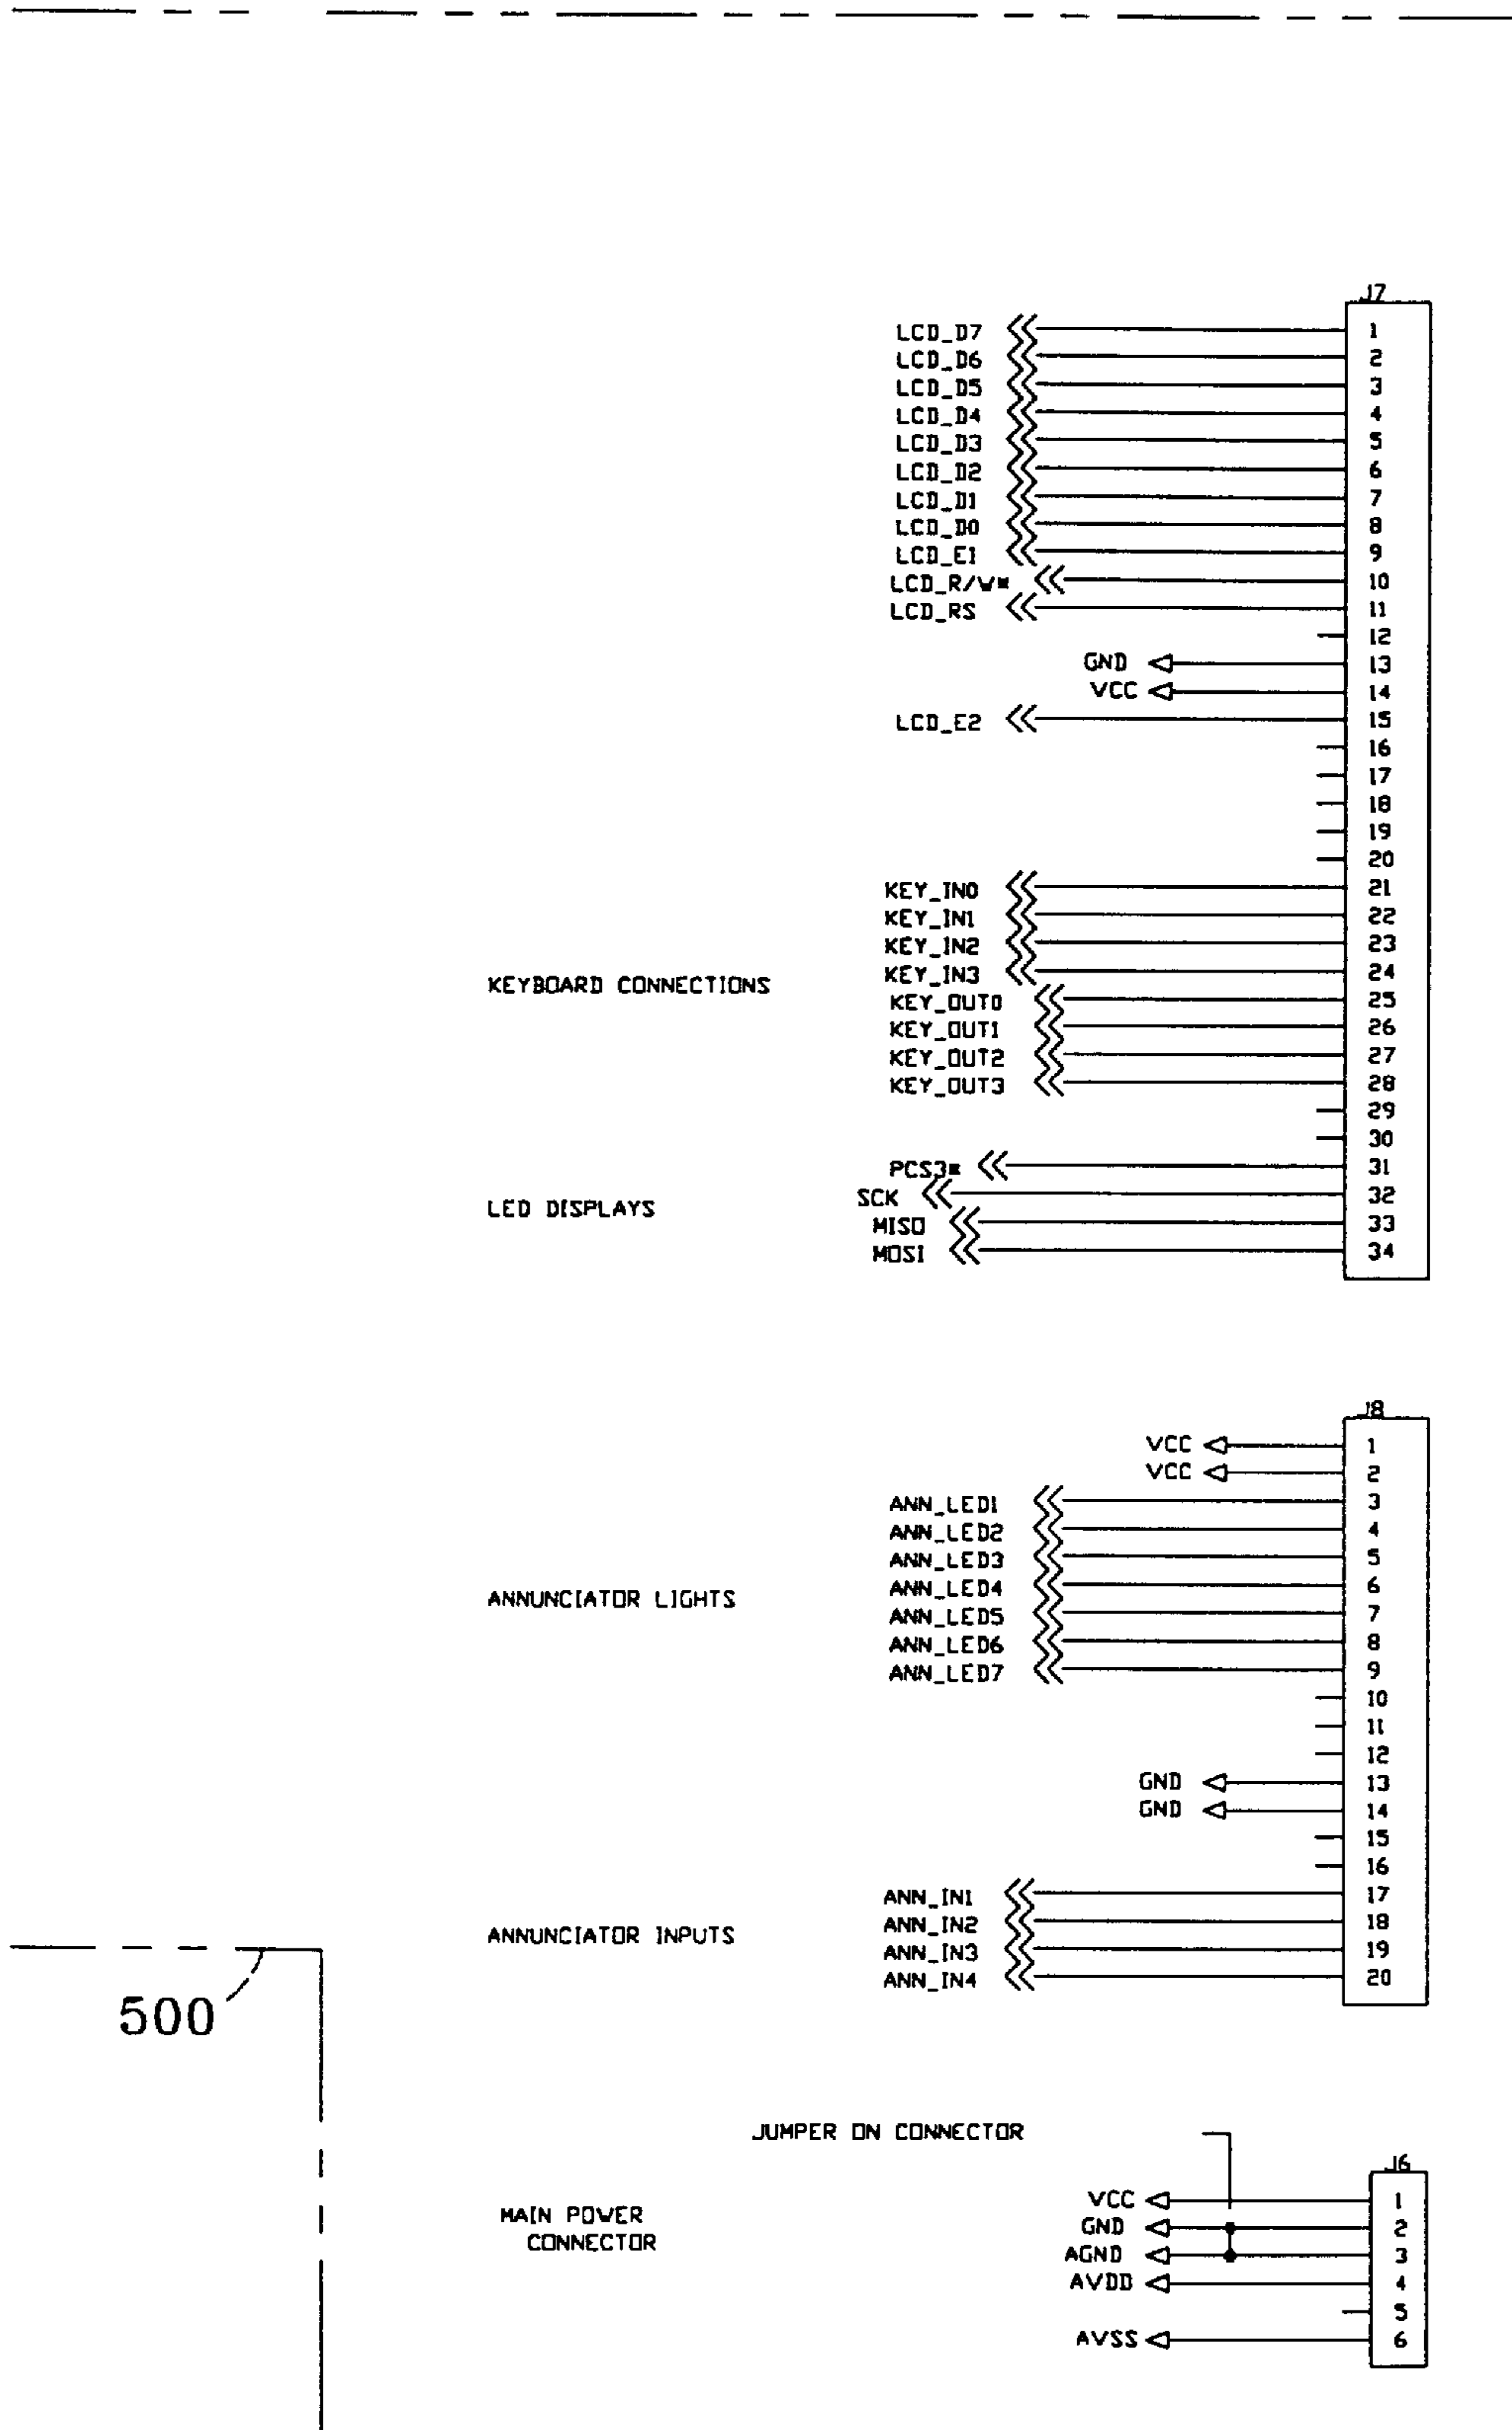 J7
LCD_D7 1
LCD_D6 2
LCD_D5 3
LCD_D4 4
LCD_D3 5
LCD_D2 6
LCD_D1 7
LCD_D0 8
LCD_E1 9
LCD_R/W* 10
LCD_RS 11
12
GND 13
VCC 14
LCD_E2 15
16
17
18
19
20
KEY_IN0 21
KEY_IN1 22
KEY_IN2 23
KEY_IN3 24
KEYBOARD CONNECTIONS
KEY_OUT0 25
KEY_OUT1 26
KEY_OUT2 27
KEY_OUT3 28
29
30
PCS3* 31
SCK 32
LED DISPLAYS
MISO 33
MOSI 34
J8
VCC 1
VCC 2
ANN_LED1 3
ANN_LED2 4
ANN_LED3 5
ANN_LED4 6
ANNUNCIATOR LIGHTS
ANN_LED5 7
ANN_LED6 8
ANN_LED7 9
10
11
12
GND 13
GND 14
15
16
ANN_IN1 17
ANN_IN2 18
ANNUNCIATOR INPUTS
ANN_IN3 19
ANN_IN4 20
500
JUMPER ON CONNECTOR
J6
VCC 1
MAIN POWER
GND 2
CONNECTOR
AGND 3
AVDD 4
5
AVSS 6